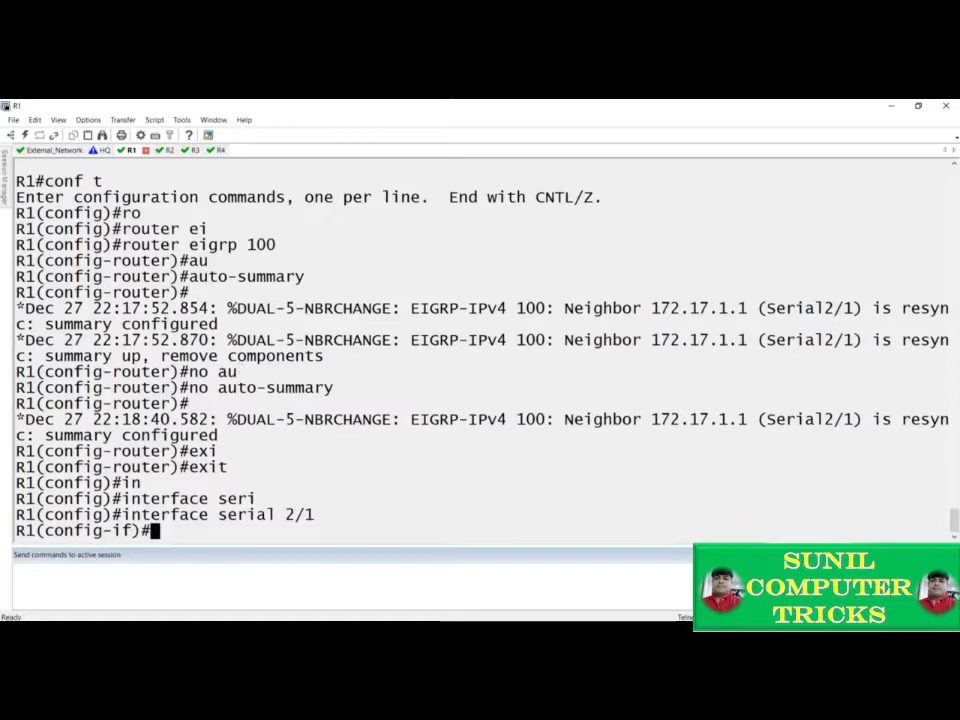 R1
File Edit View Options Transfer Script Tools Window Help
External_Network HQ R1 R2 R3 R4
Session Manager
R1#conf t
Enter configuration commands, one per line.  End with CNTL/Z.
R1(config)#ro
R1(config)#router ei
R1(config)#router eigrp 100
R1(config-router)#au
R1(config-router)#auto-summary
R1(config-router)#
*Dec 27 22:17:52.854: %DUAL-5-NBRCHANGE: EIGRP-IPv4 100: Neighbor 172.17.1.1 (Serial2/1) is resyn
c: summary configured
*Dec 27 22:17:52.870: %DUAL-5-NBRCHANGE: EIGRP-IPv4 100: Neighbor 172.17.1.1 (Serial2/1) is resyn
c: summary up, remove components
R1(config-router)#no au
R1(config-router)#no auto-summary
R1(config-router)#
*Dec 27 22:18:40.582: %DUAL-5-NBRCHANGE: EIGRP-IPv4 100: Neighbor 172.17.1.1 (Serial2/1) is resyn
c: summary configured
R1(config-router)#exi
R1(config-router)#exit
R1(config)#in
R1(config)#interface seri
R1(config)#interface serial 2/1
R1(config-if)#
Send commands to active session
SUNIL
COMPUTER
TRICKS
Ready